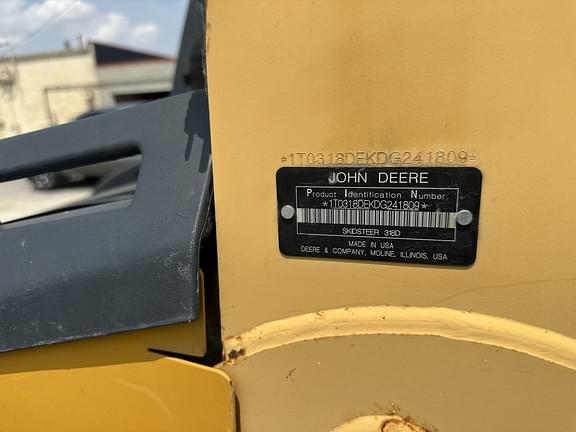 *1T0318DEKDG241809*
JOHN DEERE
Product Identification Number
*1T0318DEKDG241809*
SKIDSTEER 318D
MADE IN USA
DEERE & COMPANY, MOLINE, ILLINOIS, USA